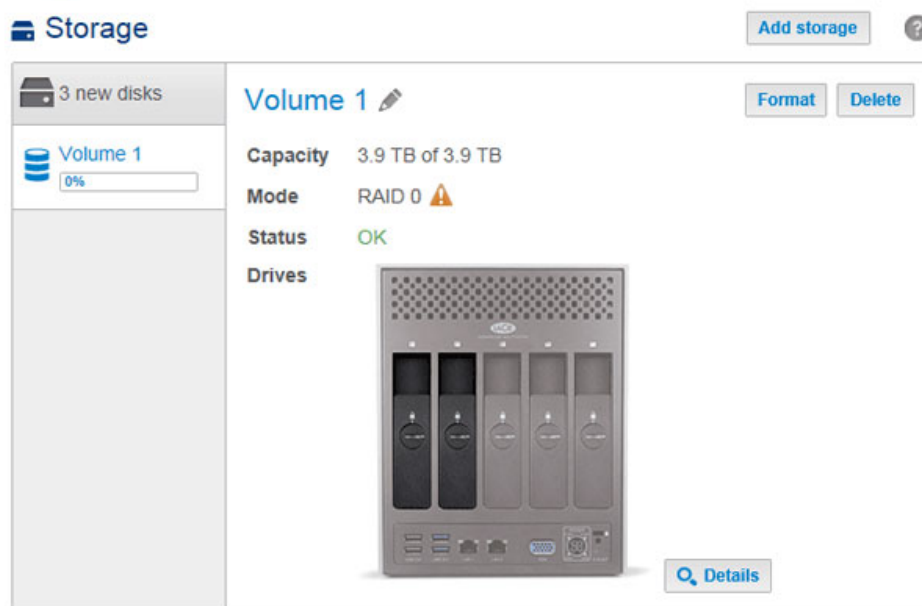 Storage
Add storage
?
3 new disks
Volume 1
0%
Volume 1
Format
Delete
Capacity 3.9 TB of 3.9 TB
Mode RAID 0
Status OK
Drives
LaCie
Details